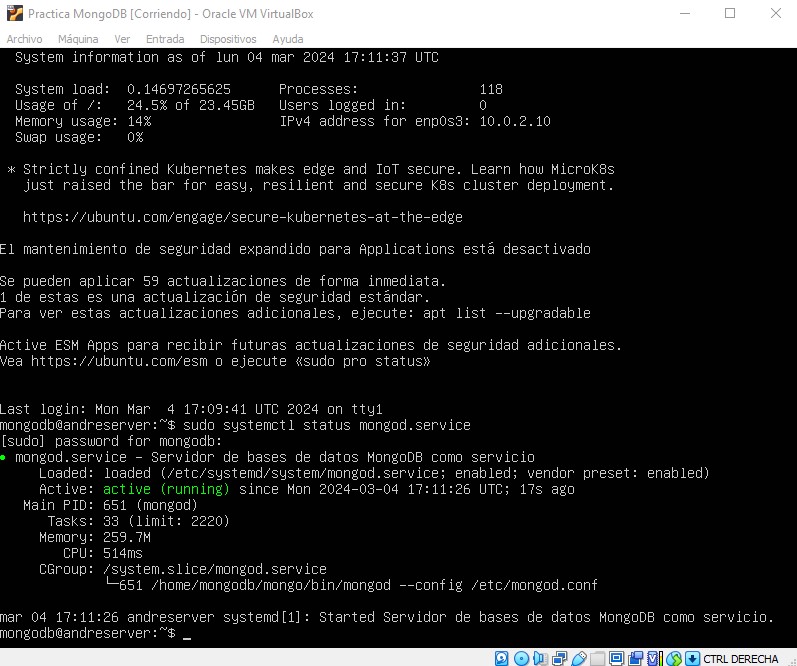 Practica MongoDB [Corriendo] - Oracle VM VirtualBox
Archivo Máquina Ver Entrada Dispositivos Ayuda
System information as of lun 04 mar 2024 17:11:37 UTC
System load: 0.14697265625 Processes: 118
Usage of /: 24.5% of 23.45GB Users logged in: 0
Memory usage: 14% IPv4 address for enp0s3: 10.0.2.10
Swap usage: 0%
* Strictly confined Kubernetes makes edge and IoT secure. Learn how MicroK8s
just raised the bar for easy, resilient and secure K8s cluster deployment.
https://ubuntu.com/engage/secure-kubernetes-at-the-edge
El mantenimiento de seguridad expandido para Applications está desactivado
Se pueden aplicar 59 actualizaciones de forma inmediata.
1 de estas es una actualización de seguridad estándar.
Para ver estas actualizaciones adicionales, ejecute: apt list --upgradable
Active ESM Apps para recibir futuras actualizaciones de seguridad adicionales.
Vea https://ubuntu.com/esm o ejecute «sudo pro status»
Last login: Mon Mar  4 17:09:41 UTC 2024 on tty1
mongodb@andreserver:~$ sudo systemctl status mongod.service
[sudo] password for mongodb:
● mongod.service - Servidor de bases de datos MongoDB como servicio
Loaded: loaded (/etc/systemd/system/mongod.service; enabled; vendor preset: enabled)
Active: active (running) since Mon 2024-03-04 17:11:26 UTC; 17s ago
Main PID: 651 (mongod)
Tasks: 33 (limit: 2220)
Memory: 259.7M
CPU: 514ms
CGroup: /system.slice/mongod.service
└─651 /home/mongodb/mongo/bin/mongod --config /etc/mongod.conf
mar 04 17:11:26 andreserver systemd[1]: Started Servidor de bases de datos MongoDB como servicio.
mongodb@andreserver:~$ _
CTRL DERECHA